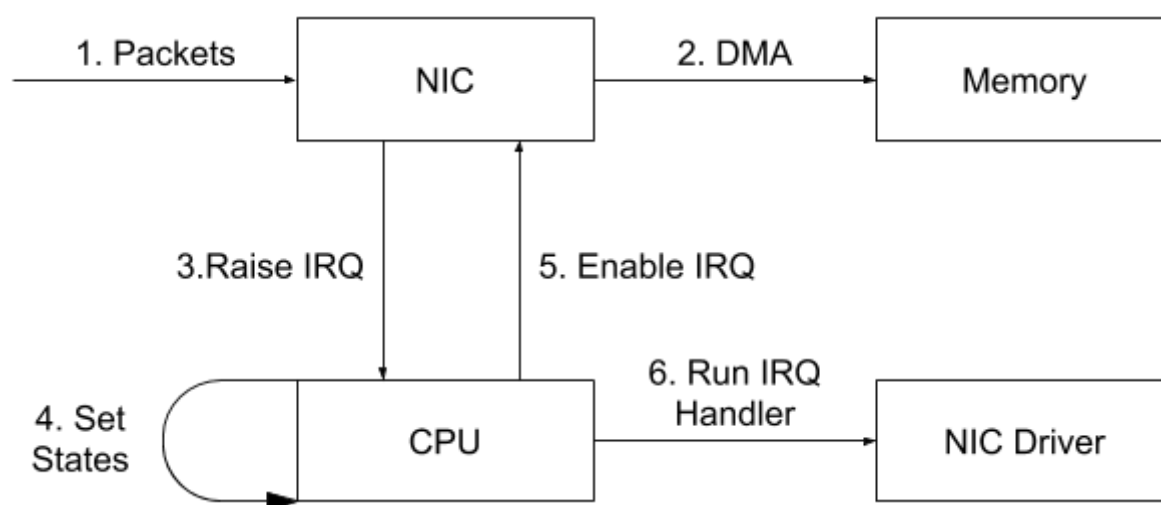 1. Packets
NIC
2. DMA
Memory
3.Raise IRQ
5. Enable IRQ
4. Set
States
CPU
6. Run IRQ
Handler
NIC Driver